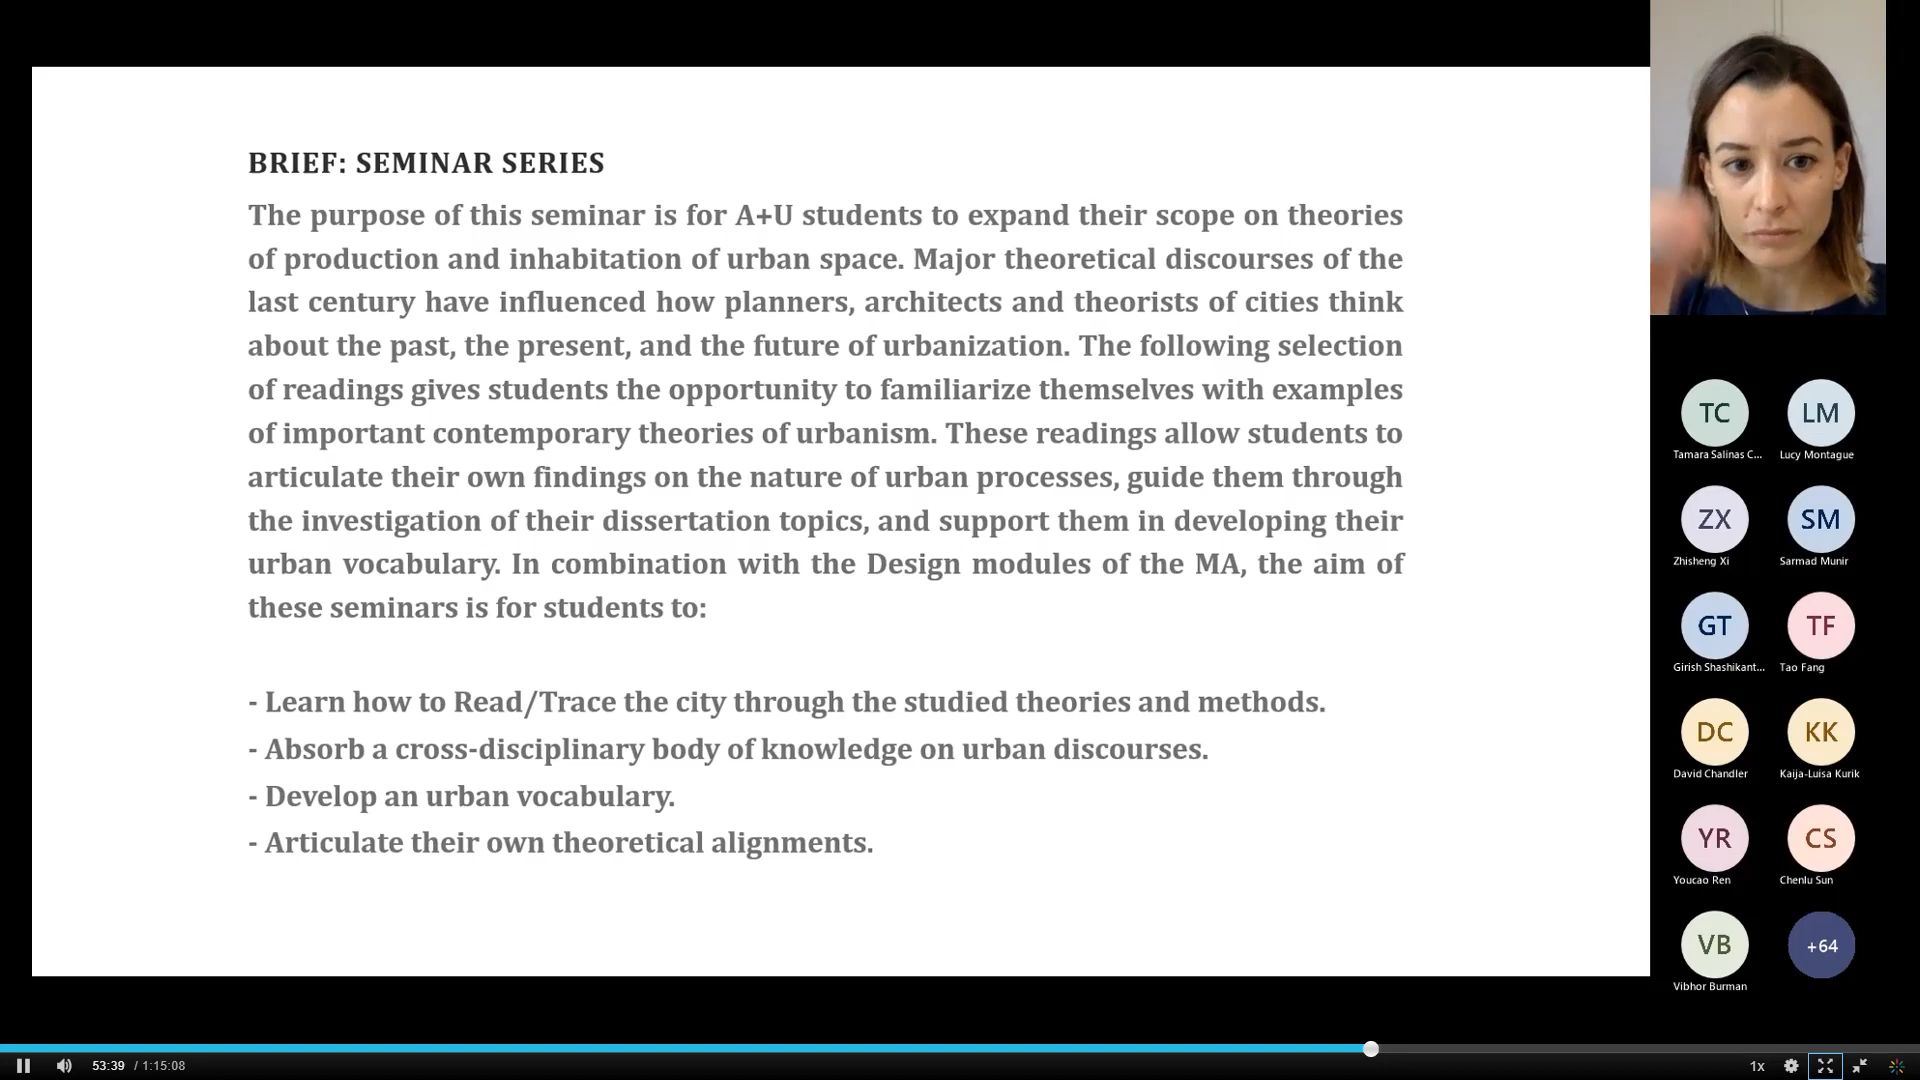 BRIEF: SEMINAR SERIES
The purpose of this seminar is for A+U students to expand their scope on theories
of production and inhabitation of urban space. Major theoretical discourses of the
last century have influenced how planners, architects and theorists of cities think
about the past, the present, and the future of urbanization. The following selection
of readings gives students the opportunity to familiarize themselves with examples
of important contemporary theories of urbanism. These readings allow students to
articulate their own findings on the nature of urban processes, guide them through
the investigation of their dissertation topics, and support them in developing their
urban vocabulary. In combination with the Design modules of the MA, the aim of
these seminars is for students to:
- Learn how to Read/Trace the city through the studied theories and methods.
- Absorb a cross-disciplinary body of knowledge on urban discourses.
- Develop an urban vocabulary.
- Articulate their own theoretical alignments.
TC LM
Tamara Salinas C... Lucy Montague
ZX SM
Zhisheng Xi Sarmad Munir
GT TF
Girish Shashikant... Tao Fang
DC KK
David Chandler Kaija-Luisa Kurik
YR CS
Youcao Ren Chenlu Sun
VB +64
Vibhor Burman
53:39 / 1:15:08 1x